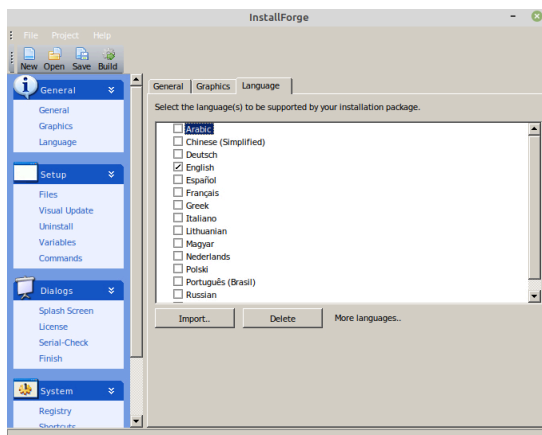 InstallForge
File Project Help
New Open Save Build
General
General
Graphics
Language
Setup
Files
Visual Update
Uninstall
Variables
Commands
Dialogs
Splash Screen
License
Serial-Check
Finish
System
Registry
Shortcuts
General Graphics Language
Select the language(s) to be supported by your installation package.
Arabic
Chinese (Simplified)
Deutsch
English
Español
Français
Greek
Italiano
Lithuanian
Magyar
Nederlands
Polski
Português (Brasil)
Russian
Import.. Delete More languages..